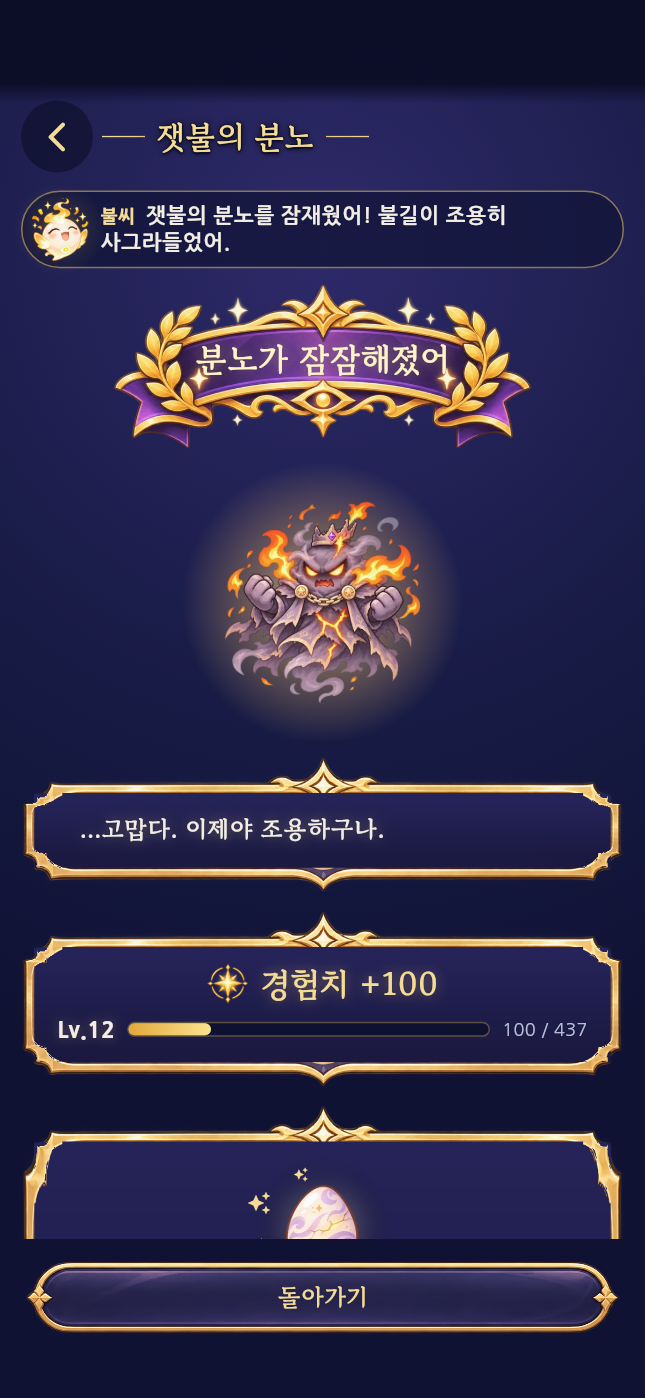 잿불의 분노
불씨 잿불의 분노를 잠재웠어! 불길이 조용히
사그라들었어.
분노가 잠잠해졌어
...고맙다. 이제야 조용하구나.
경험치 +100
Lv.12 100 / 437
돌아가기